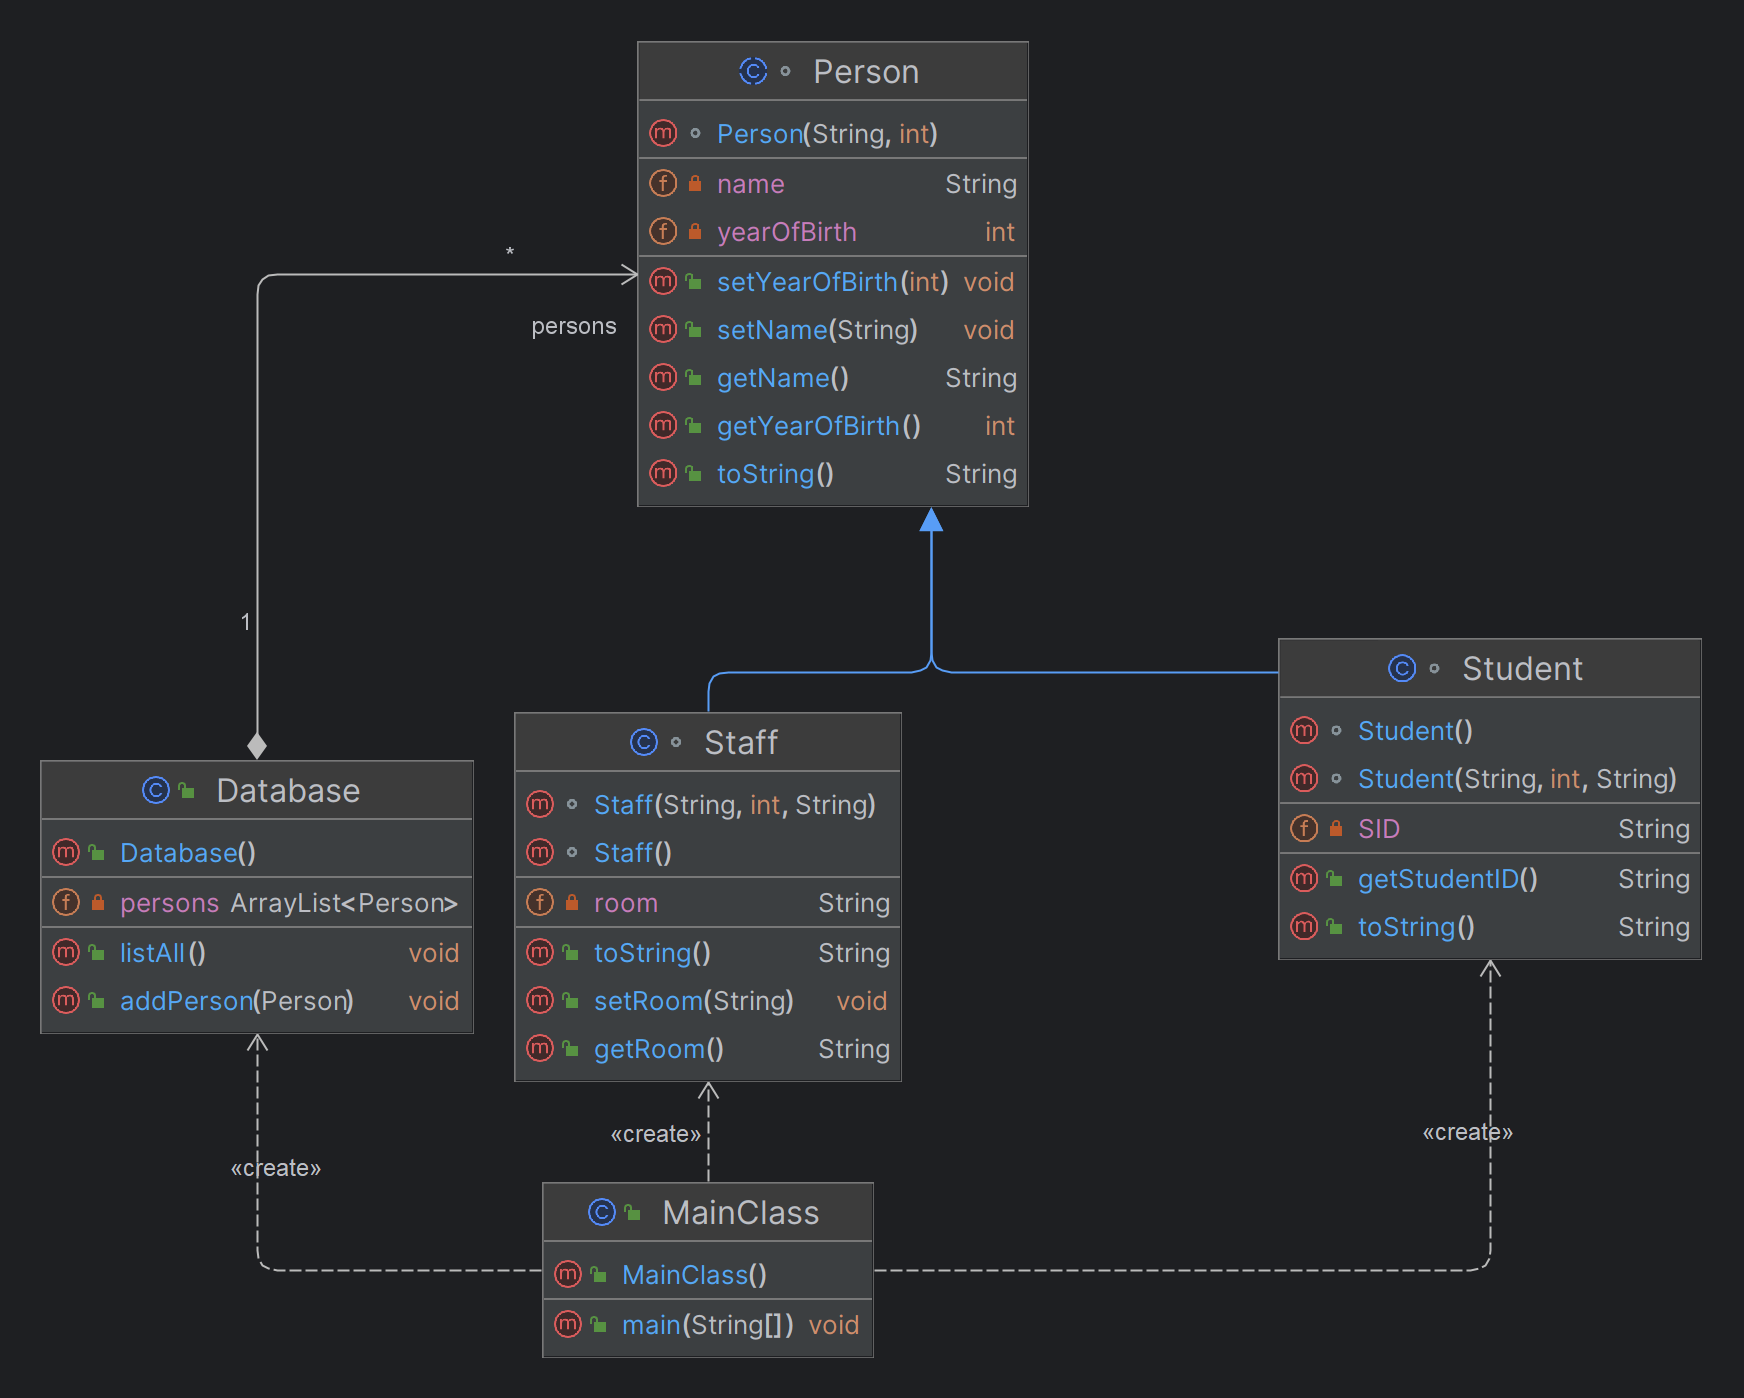 Person
Person(String, int)
name String
yearOfBirth int
setYearOfBirth(int) void
setName(String) void
getName() String
getYearOfBirth() int
toString() String
*
persons
1
Student
Student()
Student(String, int, String)
SID String
getStudentID() String
toString() String
Staff
Staff(String, int, String)
Staff()
room String
toString() String
setRoom(String) void
getRoom() String
Database
Database()
persons ArrayList<Person>
listAll() void
addPerson(Person) void
«create»
«create»
«create»
MainClass
MainClass()
main(String[]) void